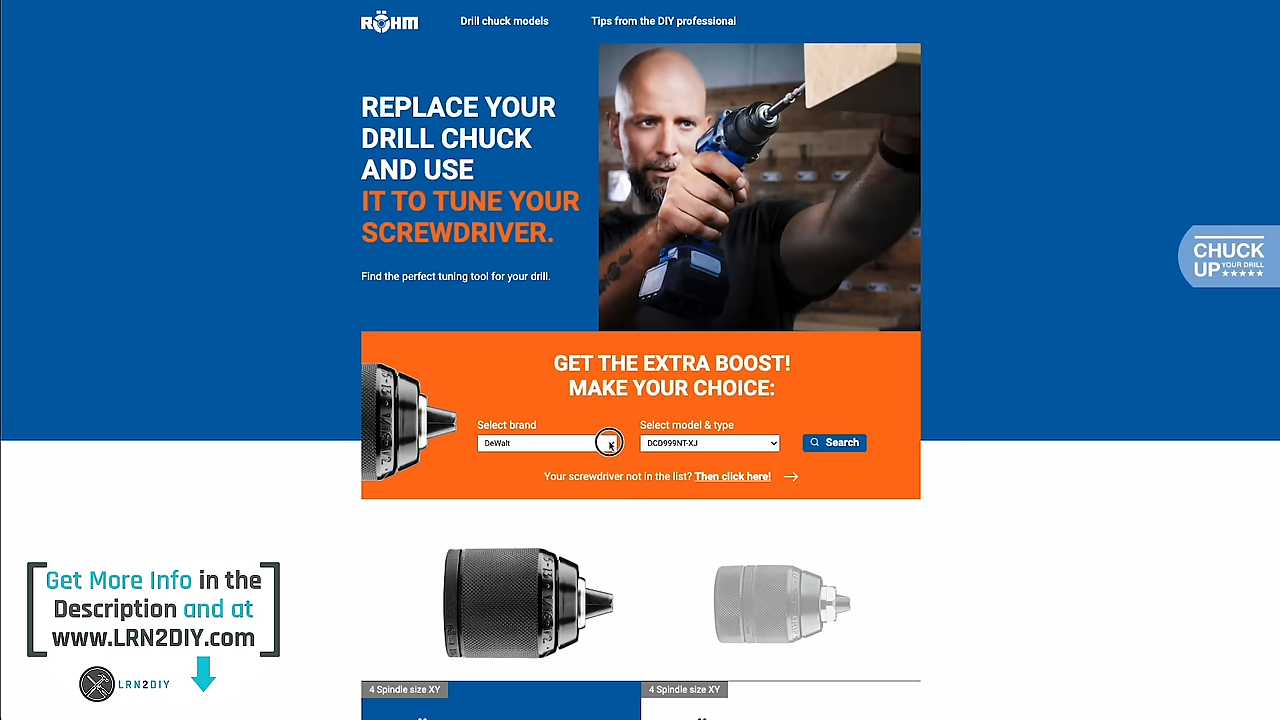 RÖHM
Drill chuck models
Tips from the DIY professional
REPLACE YOUR
DRILL CHUCK
AND USE
IT TO TUNE YOUR
SCREWDRIVER.
Find the perfect tuning tool for your drill.
CHUCK
UP YOUR DRILL
GET THE EXTRA BOOST!
MAKE YOUR CHOICE:
Select brand
Select model & type
DeWalt
DCD999NT-XJ
Search
Your screwdriver not in the list? Then click here!
Get More Info in the
Description and at
www.LRN2DIY.com
LRN2DIY
4 Spindle size XY
4 Spindle size XY